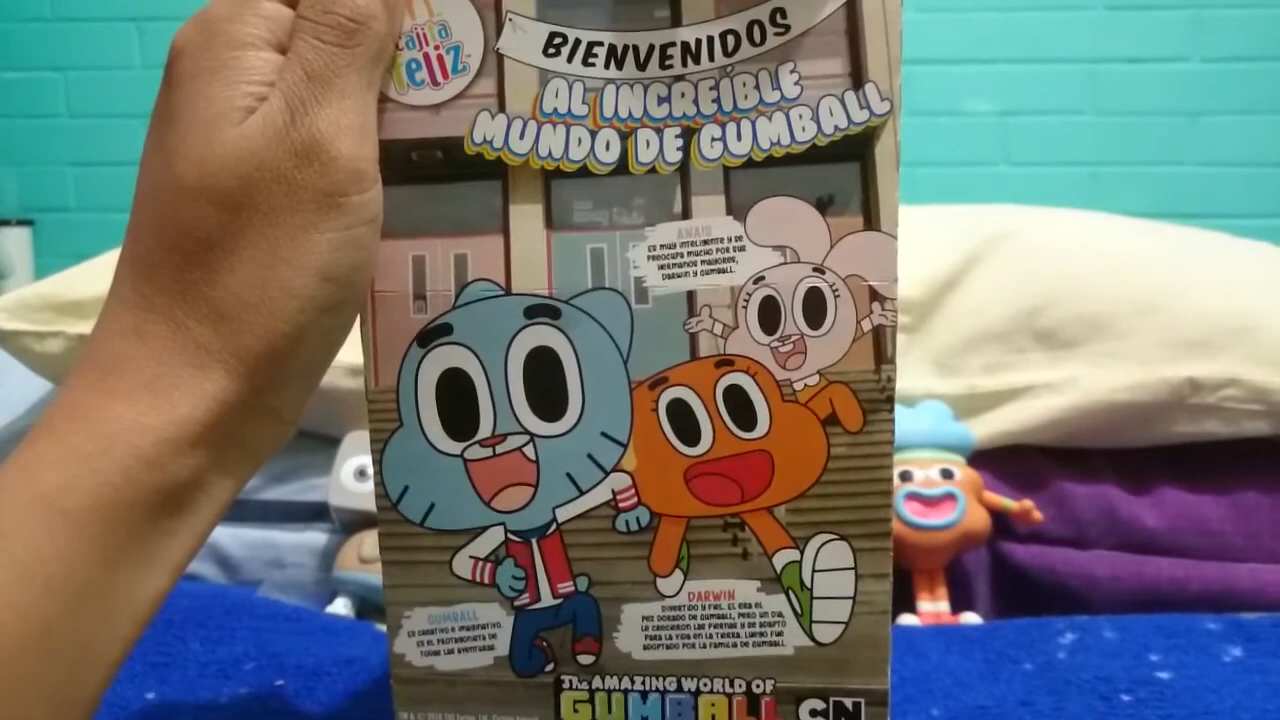 cajita
feliz
BIENVENIDOS
AL INCREÍBLE
MUNDO DE GUMBALL
ANAIS
ES MUY INTELIGENTE Y SE
PREOCUPA MUCHO POR SUS
HERMANOS MAYORES,
DARWIN Y GUMBALL.
GUMBALL
ES CREATIVO E IMAGINATIVO.
ES EL PROTAGONISTA DE
TODAS LAS AVENTURAS.
DARWIN
DIVERTIDO Y FIEL. EL ERA EL
PEZ DORADO DE GUMBALL, PERO UN DIA,
LE CRECIERON LAS PIERNAS Y SE ADAPTÓ
PARA LA VIDA EN LA TIERRA. LUEGO FUE
ADOPTADO POR LA FAMILIA DE GUMBALL.
The AMAZING WORLD OF
GUMBALL
CN